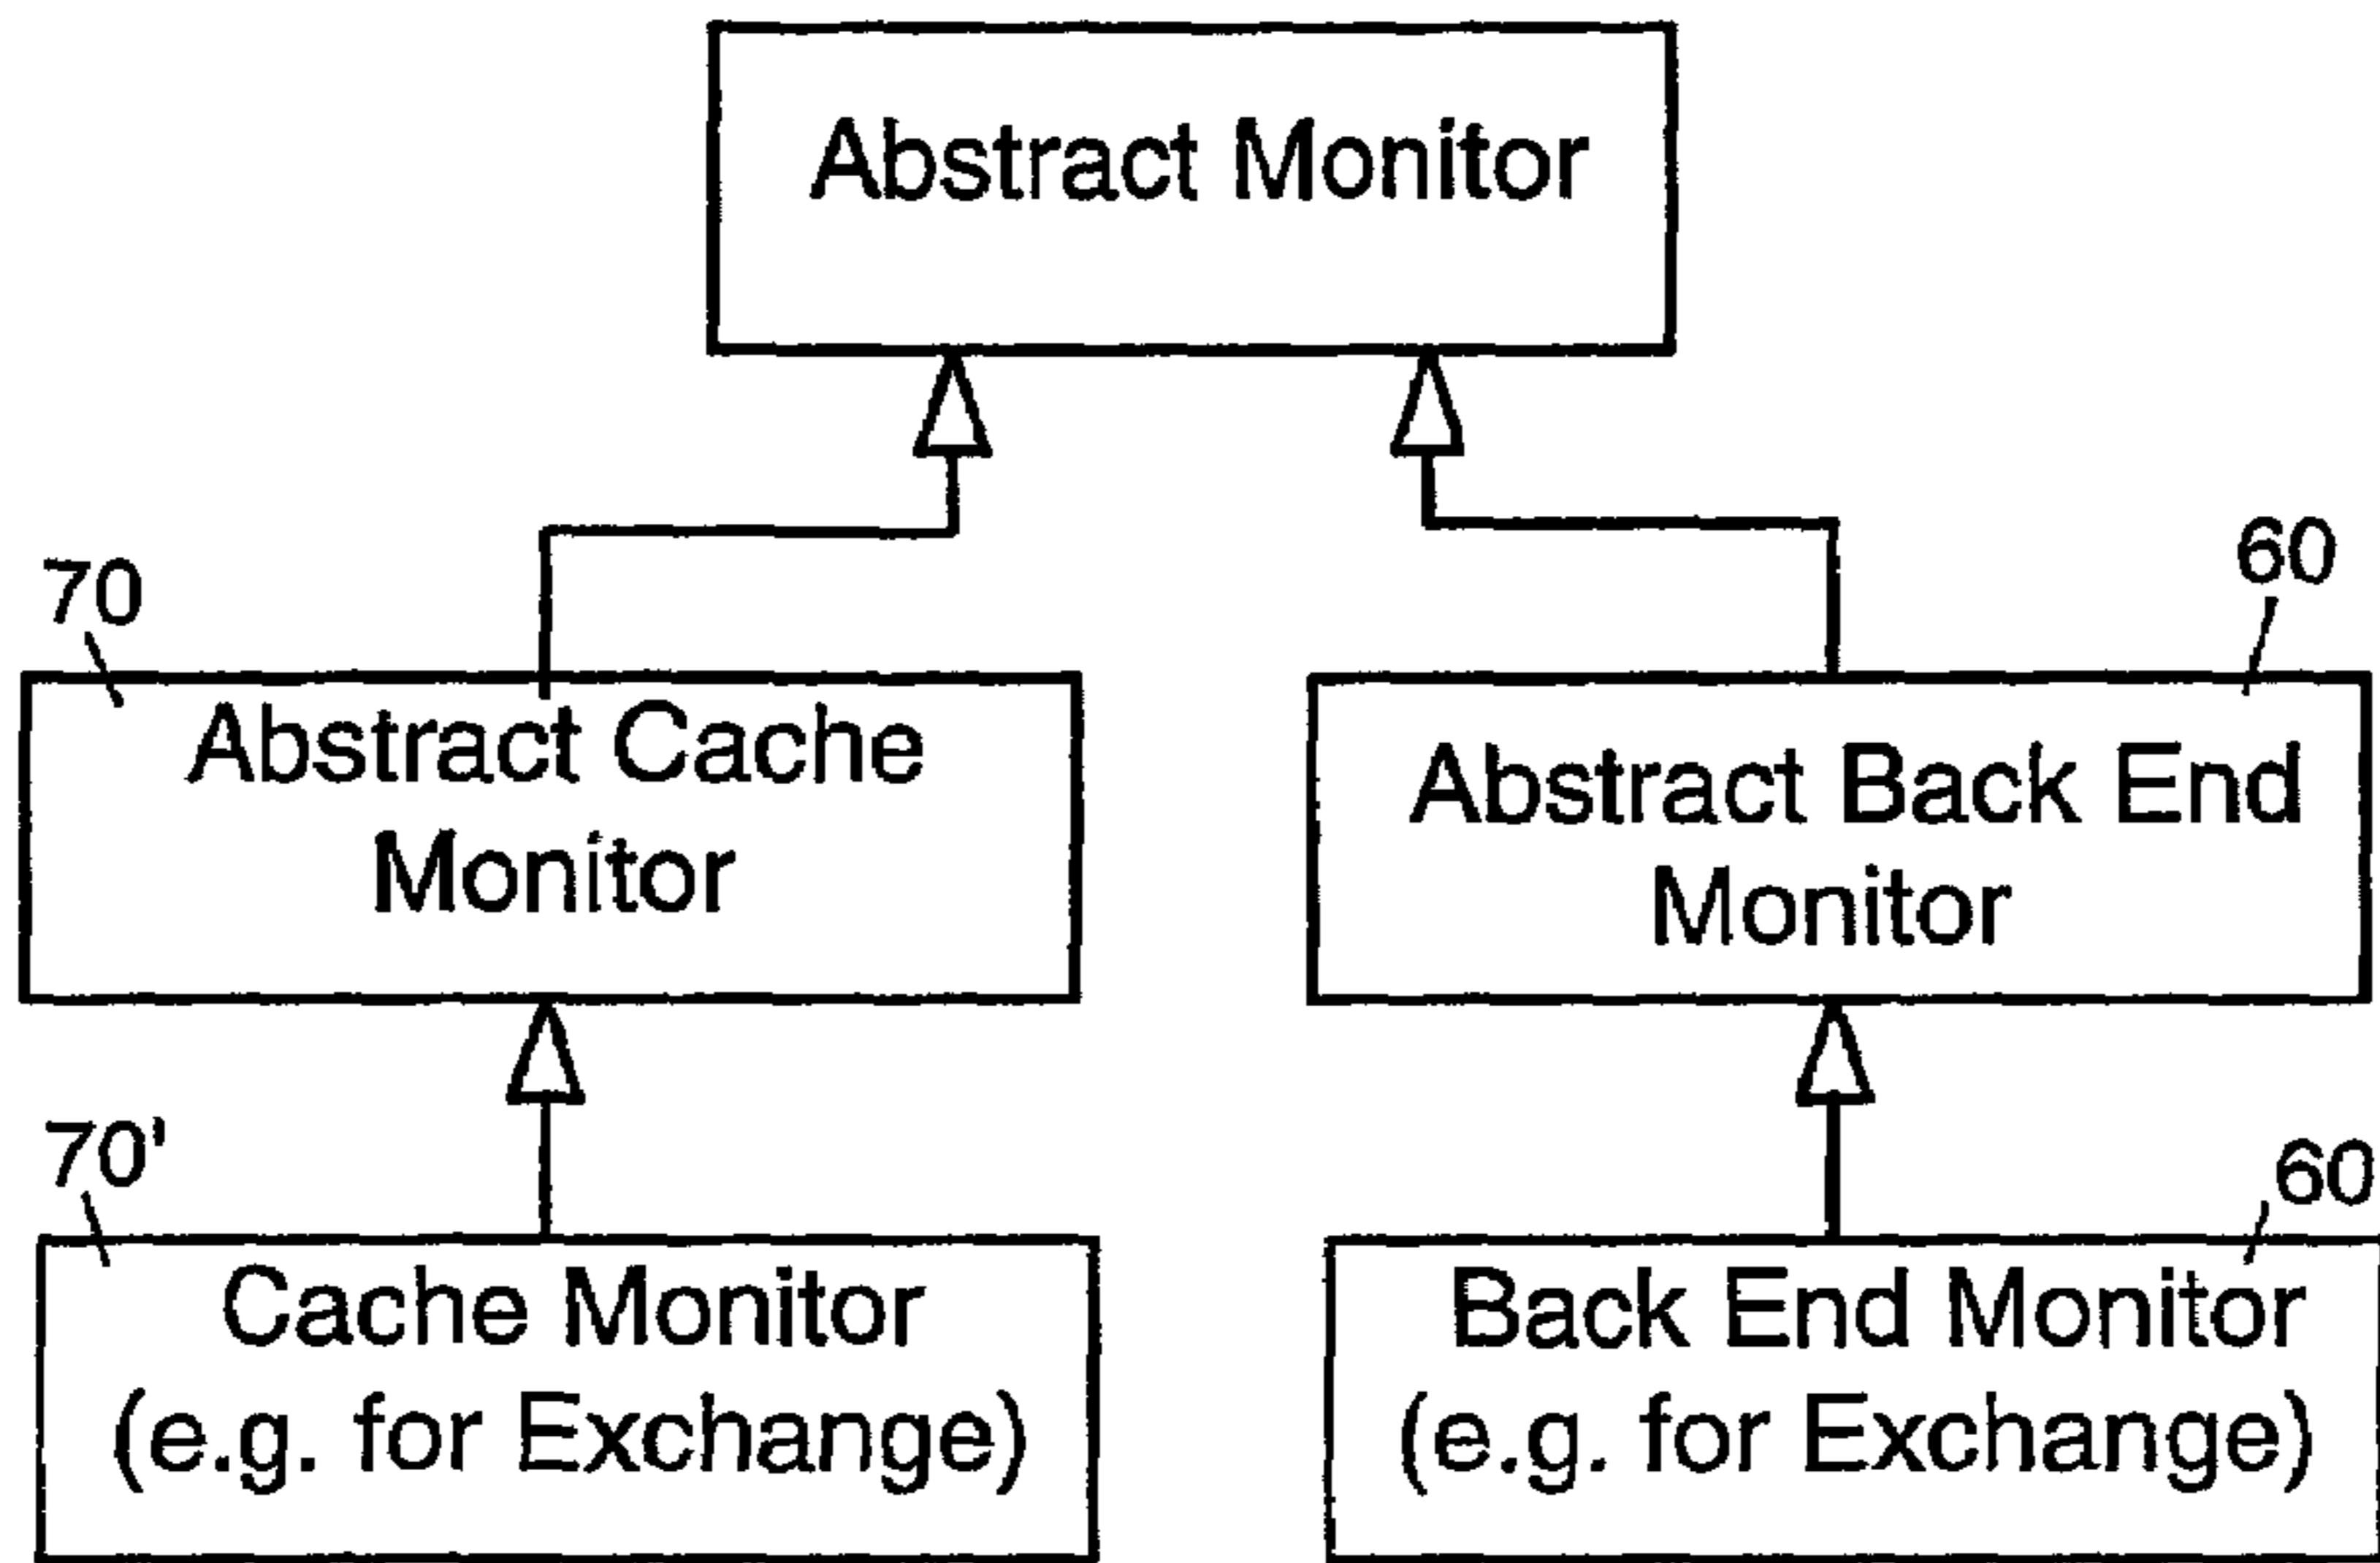 Abstract Monitor
70
60
Abstract Cache
Monitor
Abstract Back End
Monitor
70'
60
Cache Monitor
(e.g. for Exchange)
Back End Monitor
(e.g. for Exchange)